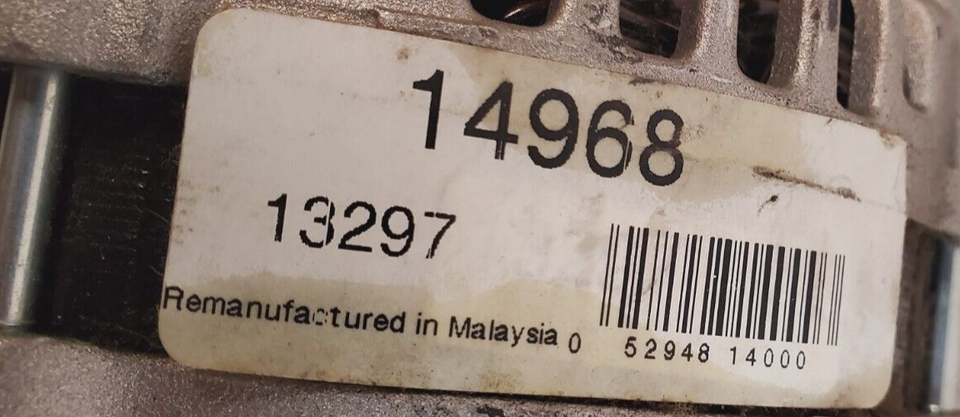 14968
13297
Remanufactured in Malaysia
0 52948 14000